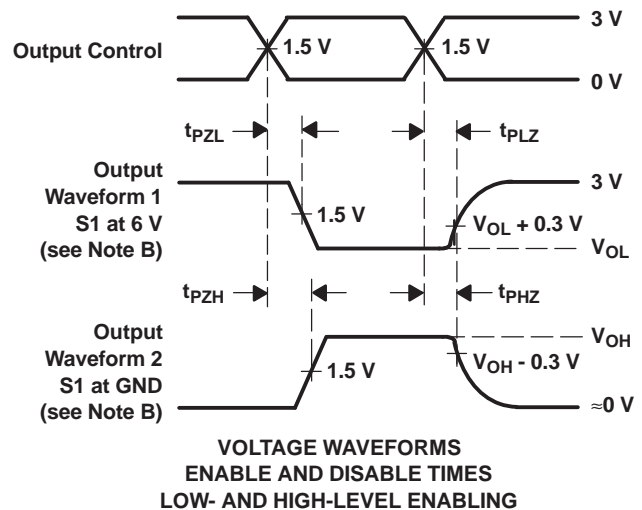 3 V
Output Control
1.5 V
1.5 V
0 V
tPZL
tPLZ
Output
Waveform 1
S1 at 6 V
(see Note B)
3 V
1.5 V
VOL + 0.3 V
VOL
tPZH
tPHZ
Output
Waveform 2
S1 at GND
(see Note B)
VOH
VOH - 0.3 V
1.5 V
≈0 V
VOLTAGE WAVEFORMS
ENABLE AND DISABLE TIMES
LOW- AND HIGH-LEVEL ENABLING